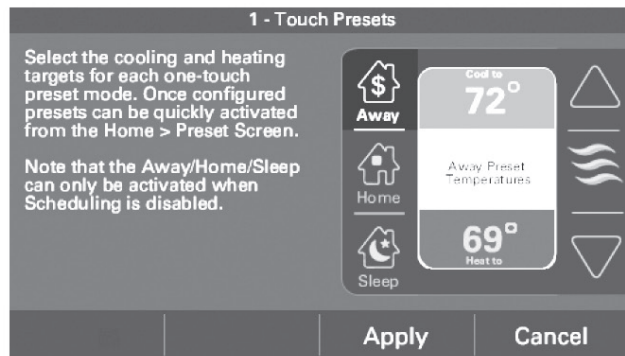 1 - Touch Presets
Select the cooling and heating
targets for each one-touch
preset mode. Once configured
presets can be quickly activated
from the Home > Preset Screen.
Note that the Away/Home/Sleep
can only be activated when
Scheduling is disabled.
$
Away
Home
Sleep
Cool to
72°
Away Preset
Temperatures
69°
Heat to
Apply
Cancel